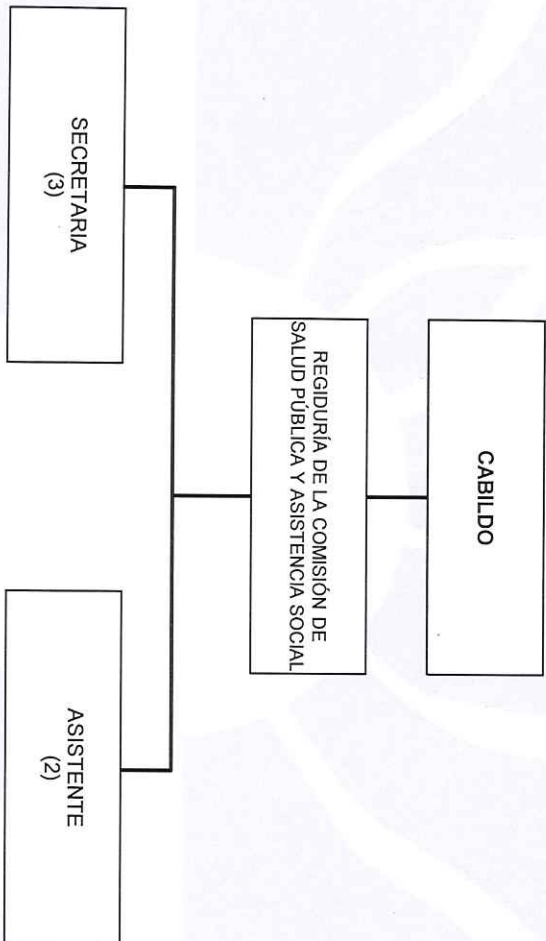 CABILDO
REGIDURÍA DE LA COMISIÓN DE
SALUD PÚBLICA Y ASISTENCIA SOCIAL
SECRETARIA
(3)
ASISTENTE
(2)